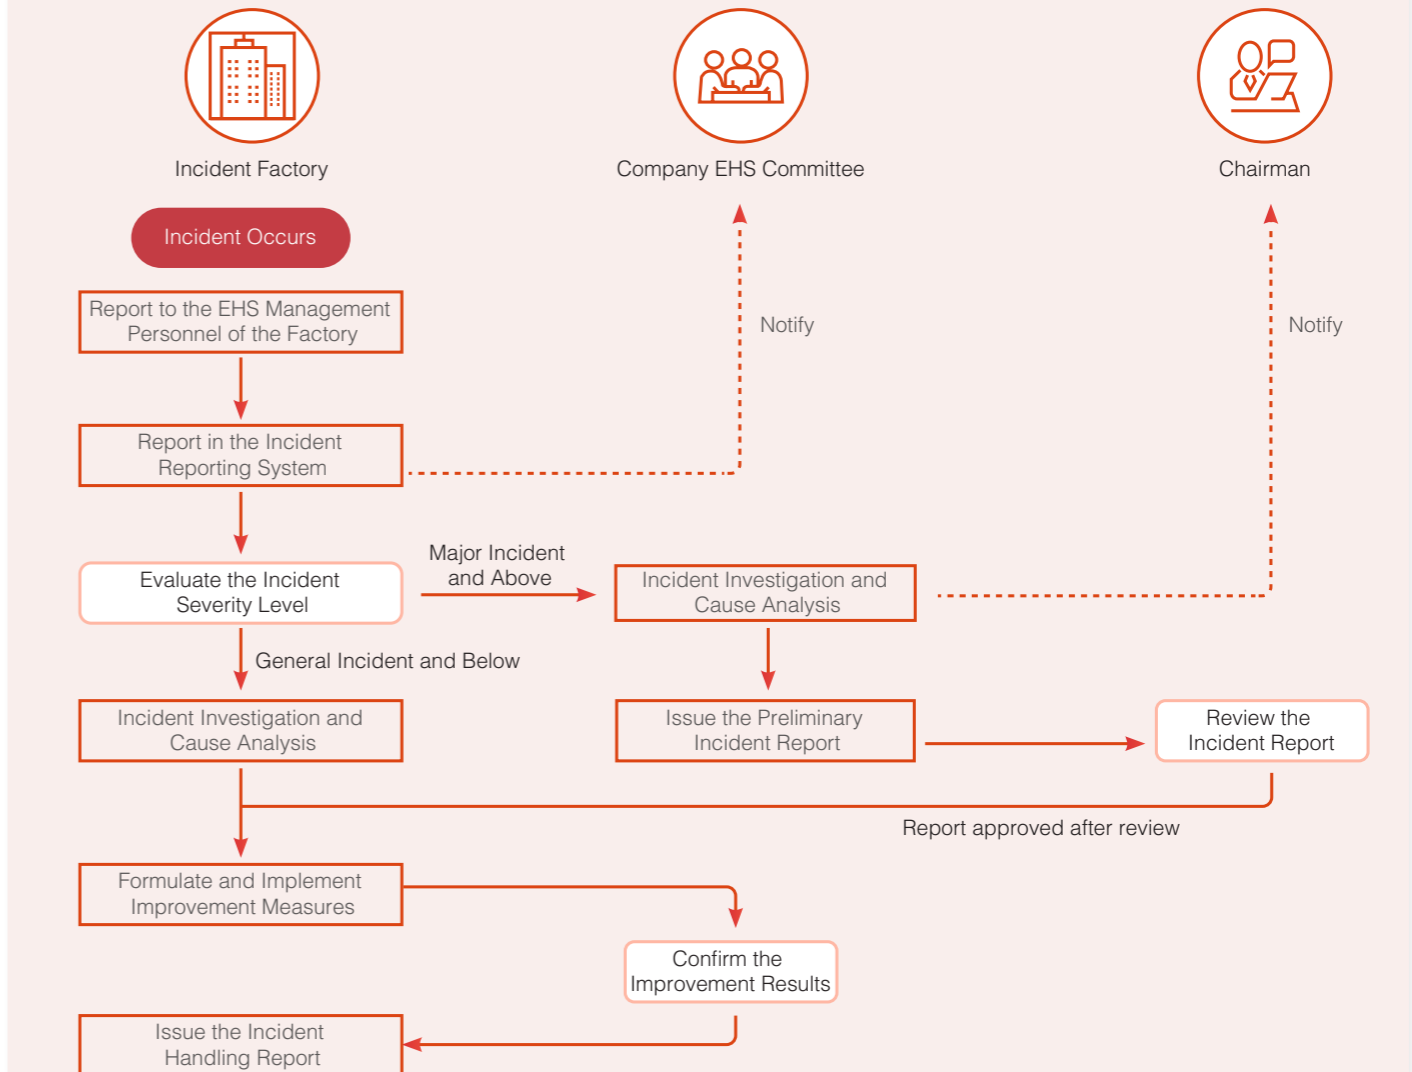 Incident Factory
Company EHS Committee
Chairman
Incident Occurs
Report to the EHS Management
Personnel of the Factory
Notify
Notify
Report in the Incident
Reporting System
Major Incident
and Above
Evaluate the Incident
Severity Level
Incident Investigation and
Cause Analysis
General Incident and Below
Incident Investigation and
Cause Analysis
Issue the Preliminary
Incident Report
Review the
Incident Report
Report approved after review
Formulate and Implement
Improvement Measures
Confirm the
Improvement Results
Issue the Incident
Handling Report